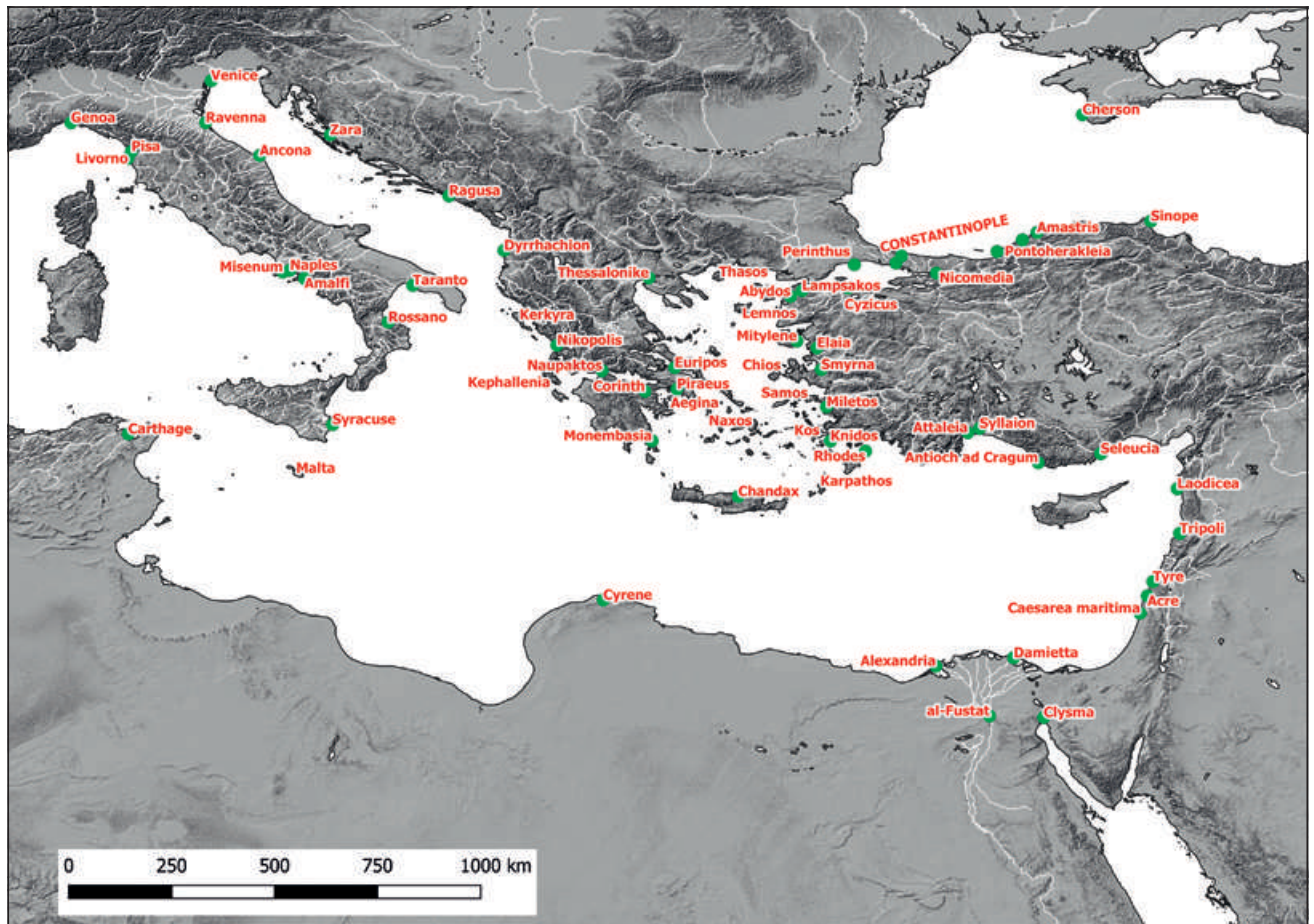 Venice
Genoa
Ravenna
Cherson
Zara
Pisa
Livorno
Ancona
Ragusa
Sinope
CONSTANTINOPLE
Amastris
Dyrrhachion
Perinthus
Pontoherakleia
Misenum
Naples
Amalfi
Taranto
Thessalonike
Thasos
Nicomedia
Abydos
Lampsakos
Cyzicus
Lemnos
Rossano
Kerkyra
Nikopolis
Mitylene
Elaia
Naupaktos
Euripos
Chios
Smyrna
Kephallenia
Corinth
Piraeus
Aegina
Samos
Miletos
Syracuse
Naxos
Carthage
Monembasia
Kos
Knidos
Attaleia
Syllaion
Rhodes
Antioch ad Cragum
Seleucia
Malta
Karpathos
Chandax
Laodicea
Tripoli
Tyre
Cyrene
Acre
Caesarea maritima
Alexandria
Damietta
al-Fustat
Clysma
0 250 500 750 1000 km